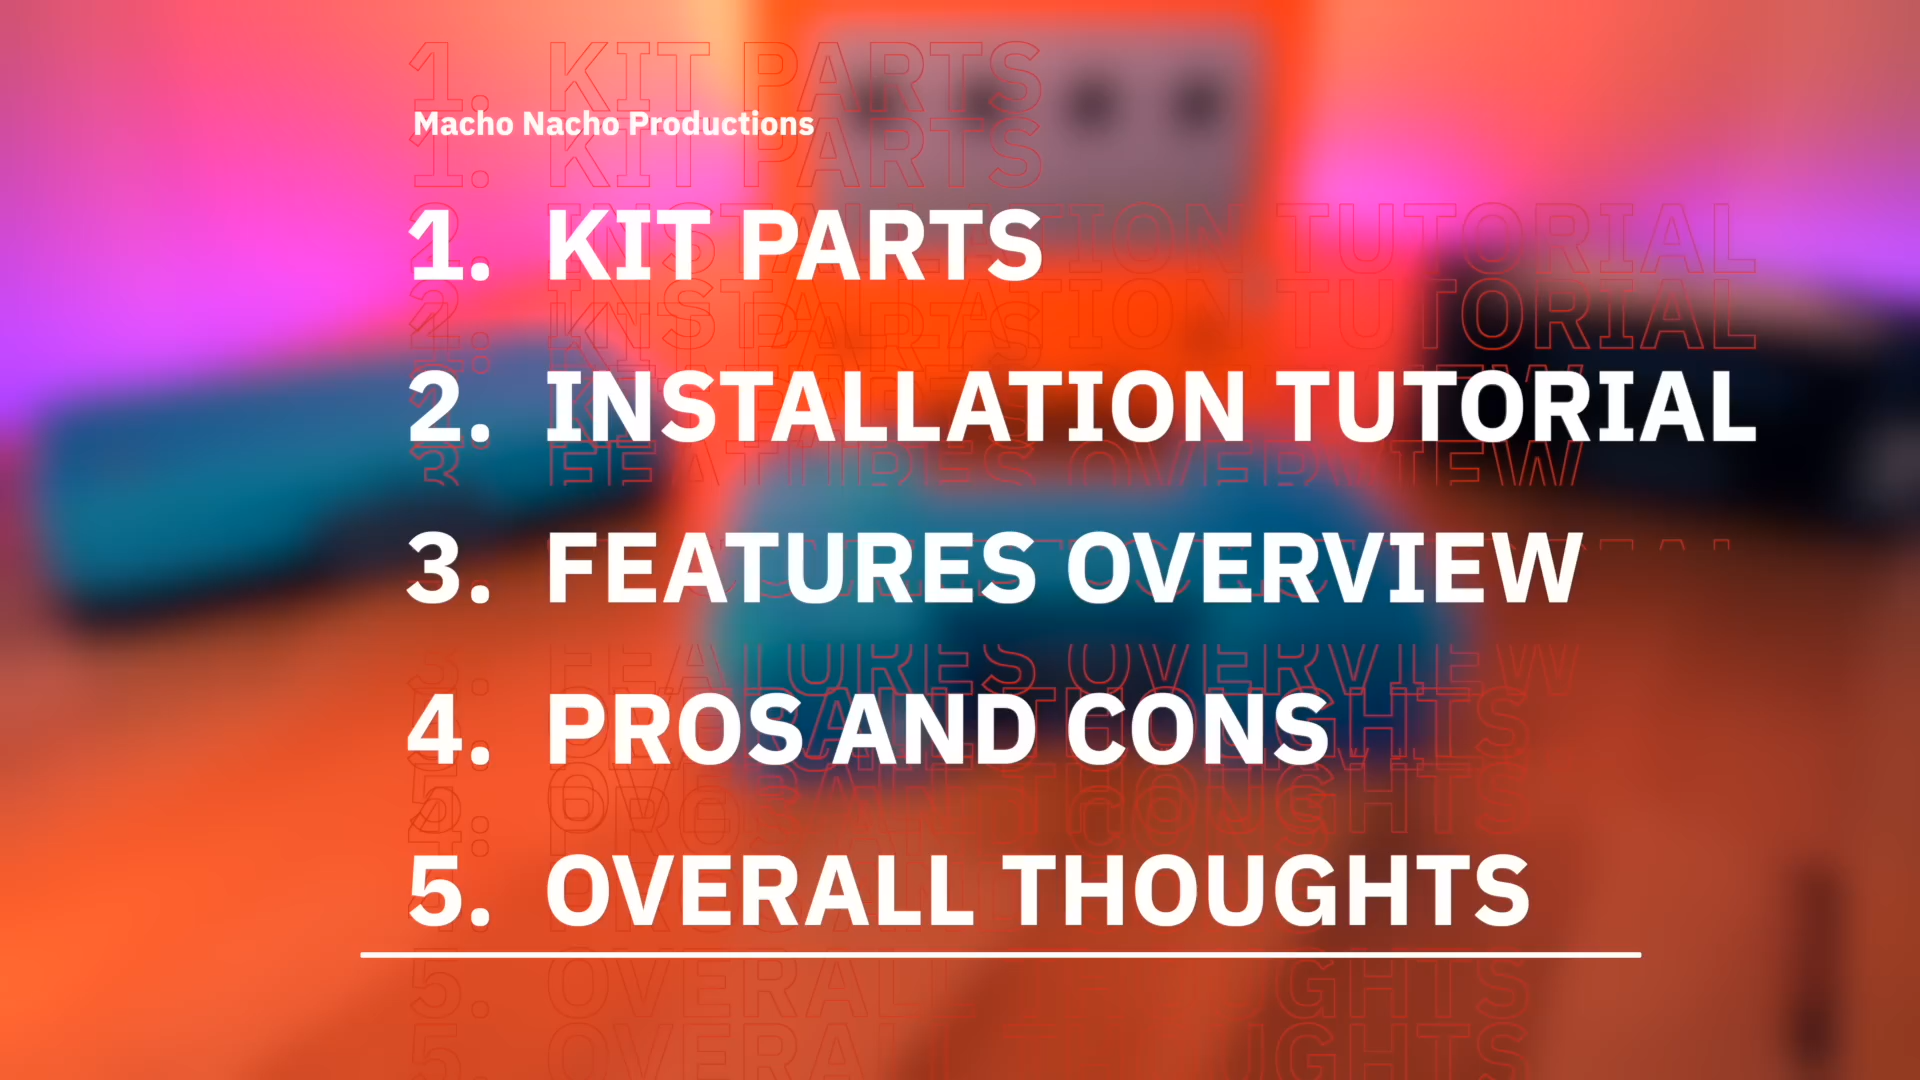 Macho Nacho Productions
1. KIT PARTS
2. INSTALLATION TUTORIAL
3. FEATURES OVERVIEW
4. PROS AND CONS
5. OVERALL THOUGHTS